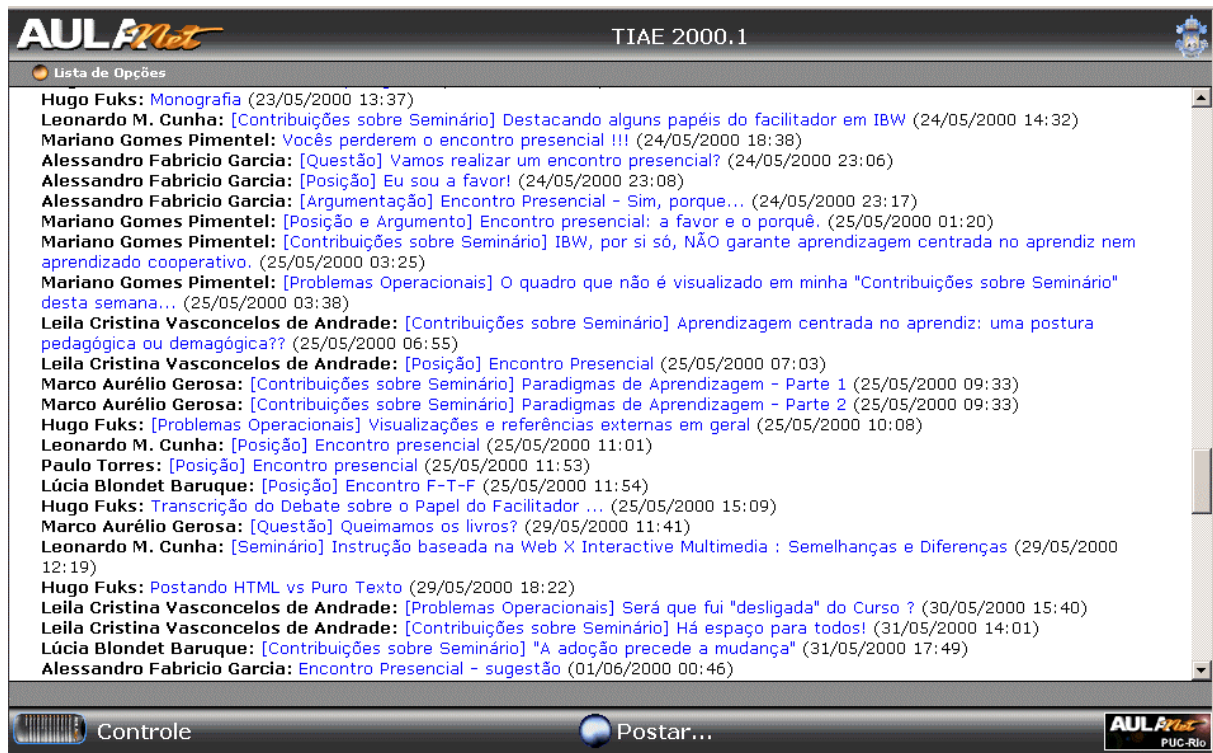 AULANet
TIAE 2000.1
Lista de Opções
Hugo Fuks: Monografia (23/05/2000 13:37)
Leonardo M. Cunha: [Contribuições sobre Seminário] Destacando alguns papéis do facilitador em IBW (24/05/2000 14:32)
Mariano Gomes Pimentel: Vocês perderem o encontro presencial !!! (24/05/2000 18:38)
Alessandro Fabricio Garcia: [Questão] Vamos realizar um encontro presencial? (24/05/2000 23:06)
Alessandro Fabricio Garcia: [Posição] Eu sou a favor! (24/05/2000 23:08)
Alessandro Fabricio Garcia: [Argumentação] Encontro Presencial - Sim, porque... (24/05/2000 23:17)
Mariano Gomes Pimentel: [Posição e Argumento] Encontro presencial: a favor e o porquê. (25/05/2000 01:20)
Mariano Gomes Pimentel: [Contribuições sobre Seminário] IBW, por si só, NÃO garante aprendizagem centrada no aprendiz nem
aprendizado cooperativo. (25/05/2000 03:25)
Mariano Gomes Pimentel: [Problemas Operacionais] O quadro que não é visualizado em minha "Contribuições sobre Seminário"
desta semana... (25/05/2000 03:38)
Leila Cristina Vasconcelos de Andrade: [Contribuições sobre Seminário] Aprendizagem centrada no aprendiz: uma postura
pedagógica ou demagógica?? (25/05/2000 06:55)
Leila Cristina Vasconcelos de Andrade: [Posição] Encontro Presencial (25/05/2000 07:03)
Marco Aurélio Gerosa: [Contribuições sobre Seminário] Paradigmas de Aprendizagem - Parte 1 (25/05/2000 09:33)
Marco Aurélio Gerosa: [Contribuições sobre Seminário] Paradigmas de Aprendizagem - Parte 2 (25/05/2000 09:33)
Hugo Fuks: [Problemas Operacionais] Visualizações e referências externas em geral (25/05/2000 10:08)
Leonardo M. Cunha: [Posição] Encontro presencial (25/05/2000 11:01)
Paulo Torres: [Posição] Encontro presencial (25/05/2000 11:53)
Lúcia Blondet Baruque: [Posição] Encontro F-T-F (25/05/2000 11:54)
Hugo Fuks: Transcrição do Debate sobre o Papel do Facilitador ... (25/05/2000 15:09)
Marco Aurélio Gerosa: [Questão] Queimamos os livros? (29/05/2000 11:41)
Leonardo M. Cunha: [Seminário] Instrução baseada na Web X Interactive Multimedia : Semelhanças e Diferenças (29/05/2000
12:19)
Hugo Fuks: Postando HTML vs Puro Texto (29/05/2000 18:22)
Leila Cristina Vasconcelos de Andrade: [Problemas Operacionais] Será que fui "desligada" do Curso ? (30/05/2000 15:40)
Leila Cristina Vasconcelos de Andrade: [Contribuições sobre Seminário] Há espaço para todos! (31/05/2000 14:01)
Lúcia Blondet Baruque: [Contribuições sobre Seminário] "A adoção precede a mudança" (31/05/2000 17:49)
Alessandro Fabricio Garcia: Encontro Presencial - sugestão (01/06/2000 00:46)
Controle
Postar...
AULANet
PUC-Rio